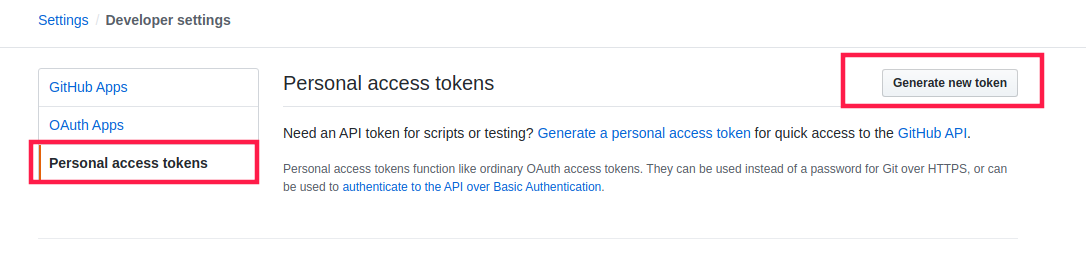 Settings / Developer settings
GitHub Apps
OAuth Apps
Personal access tokens
Personal access tokens
Generate new token
Need an API token for scripts or testing? Generate a personal access token for quick access to the GitHub API.
Personal access tokens function like ordinary OAuth access tokens. They can be used instead of a password for Git over HTTPS, or can
be used to authenticate to the API over Basic Authentication.